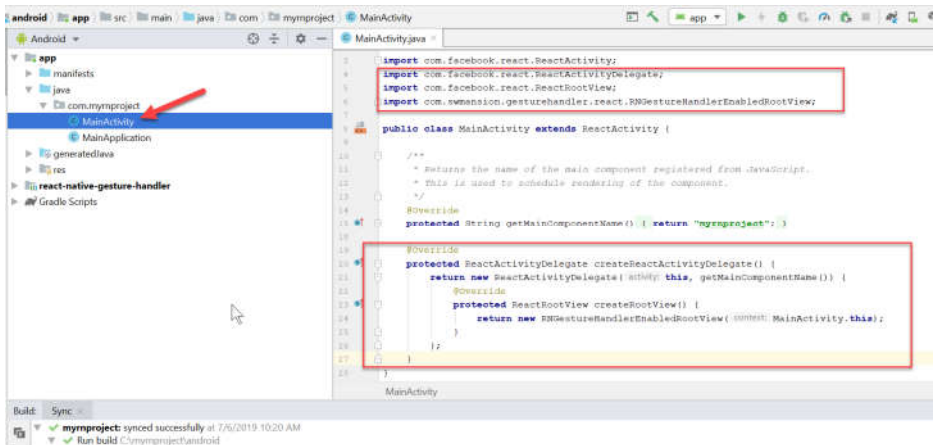 android app src main java com mymproject MainActivity
app
Android
MainActivity.java
app
manifests
java
com.mymproject
MainActivity
MainApplication
generatedJava
res
react-native-gesture-handler
Gradle Scripts
import com.facebook.react.ReactActivity;
import com.facebook.react.ReactActivityDelegate;
import com.facebook.react.ReactRootView;
import com.swmansion.gesturehandler.react.RNGestureHandlerEnabledRootView;
public class MainActivity extends ReactActivity {
/**
* Returns the name of the main component registered from JavaScript.
* This is used to schedule rendering of the component.
*/
@Override
protected String getMainComponentName() { return "myrnproject"; }
@Override
protected ReactActivityDelegate createReactActivityDelegate() {
return new ReactActivityDelegate( activity: this, getMainComponentName()) {
@Override
protected ReactRootView createRootView() {
return new RNGestureHandlerEnabledRootView( context: MainActivity.this);
}
};
}
}
MainActivity
Build: Sync
myrnproject: synced successfully at 7/6/2019 10:20 AM
Run build C:\myrnproject\android